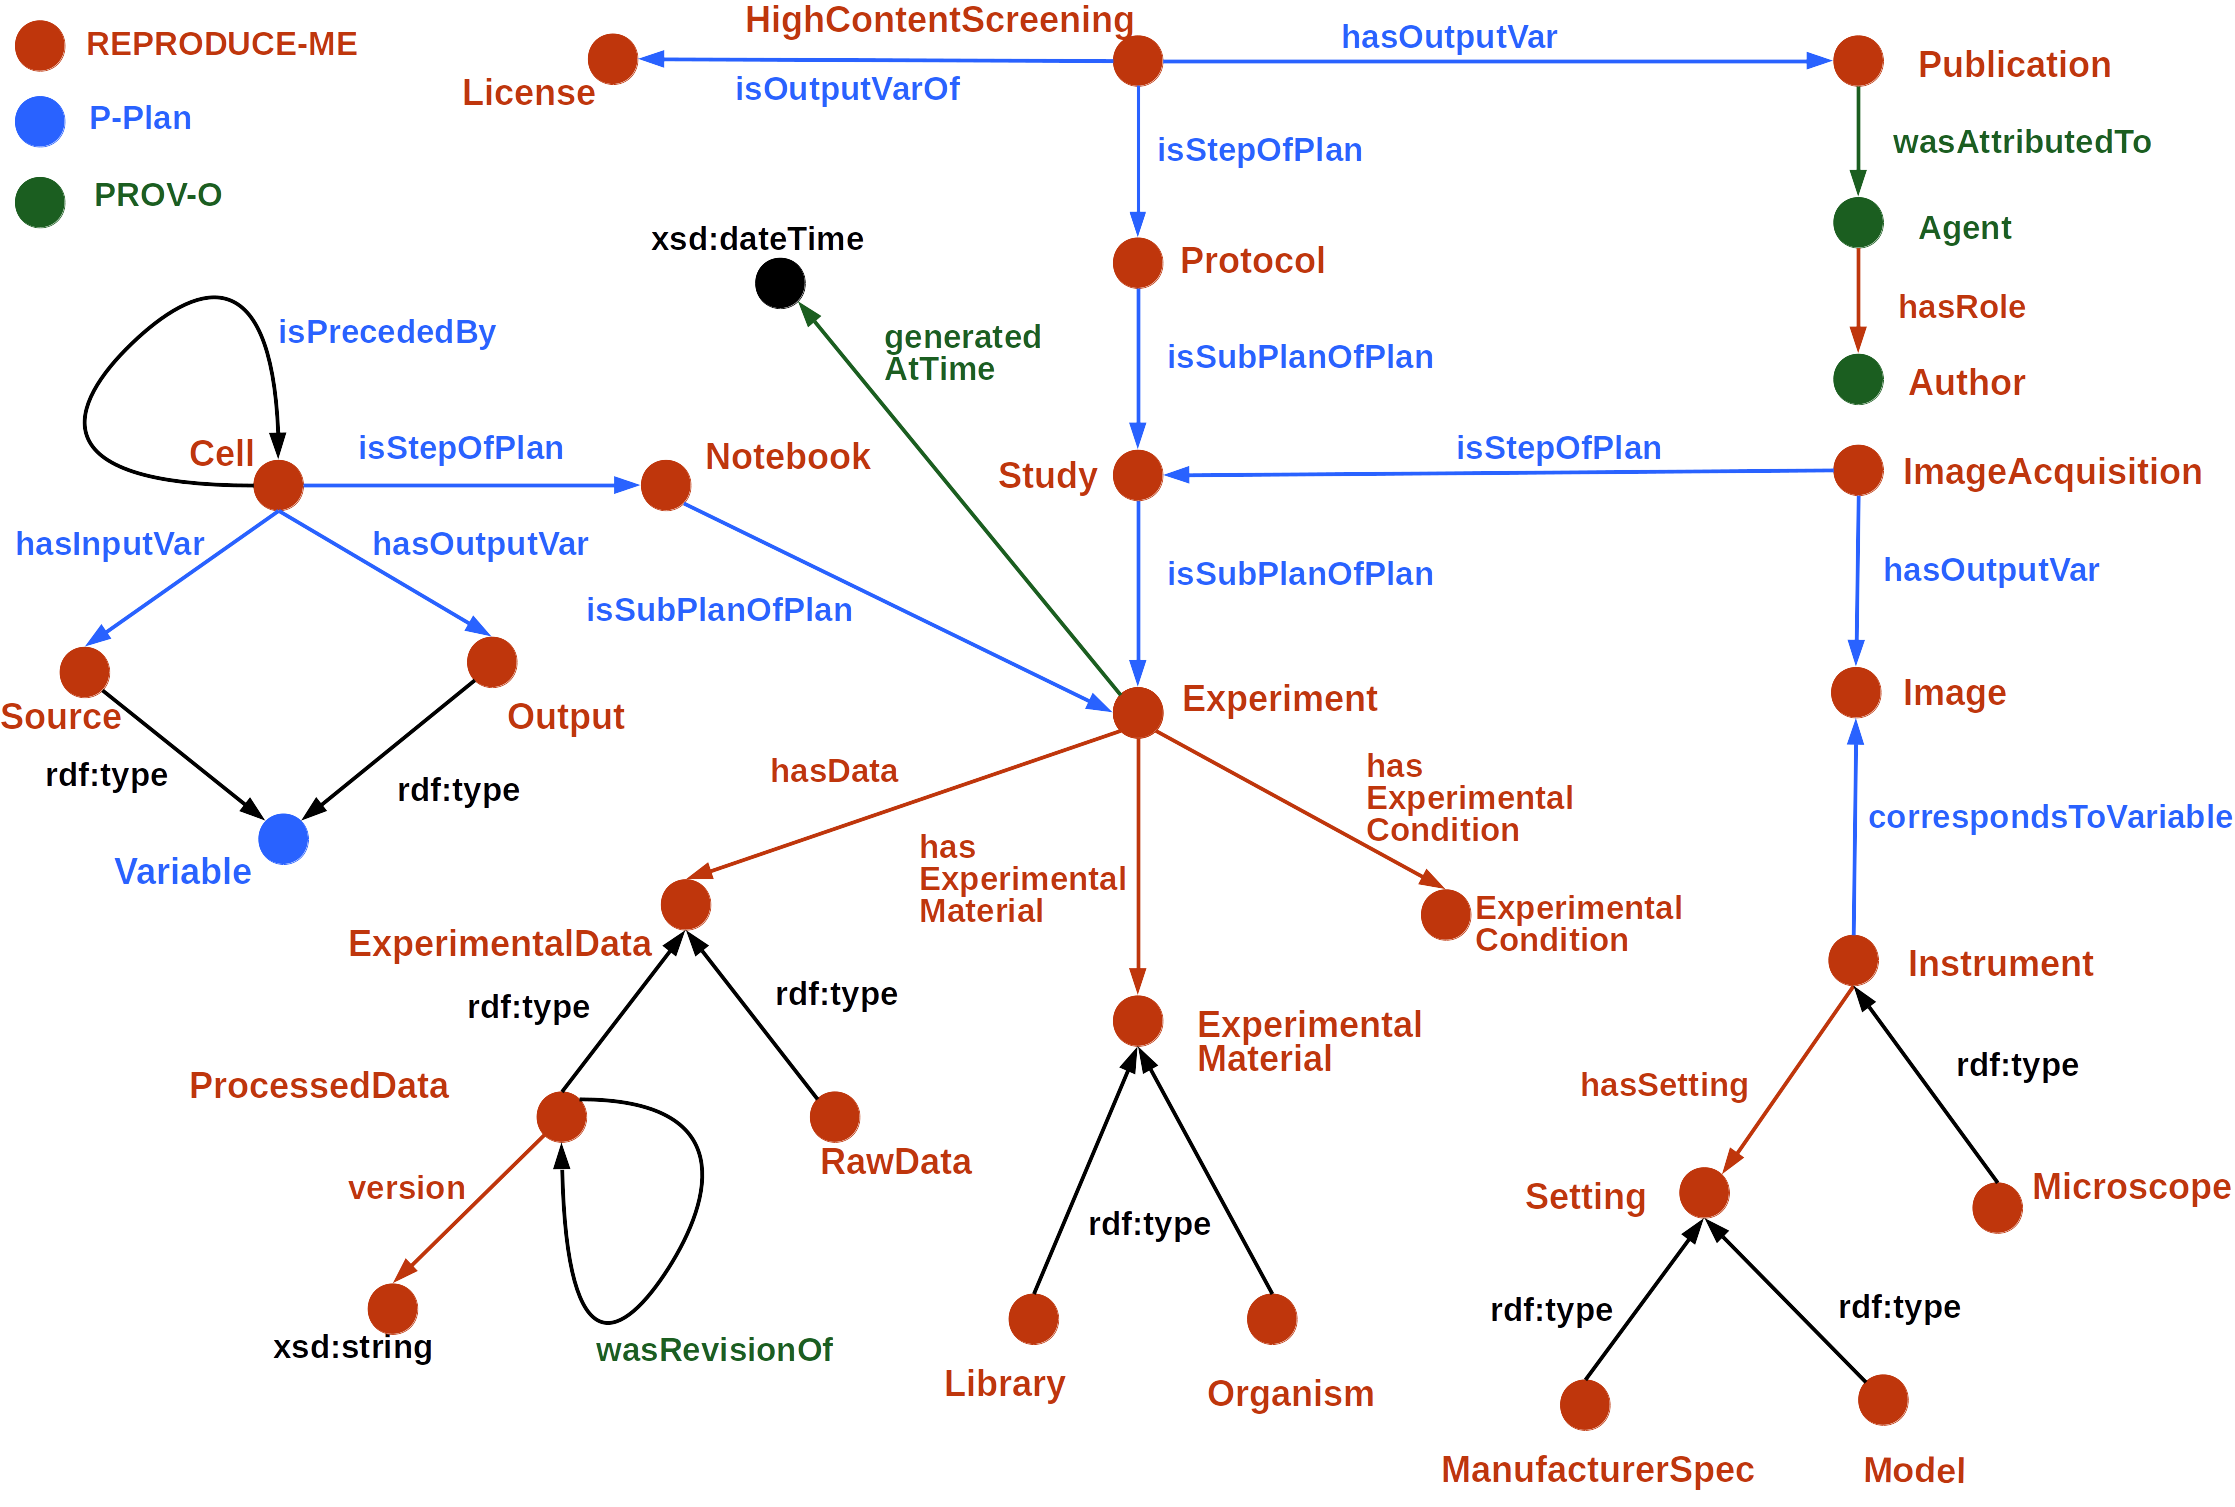 HighContentScreening
REPRODUCE-ME
hasOutputVar
Publication
License
isOutputVarOf
P-Plan
isStepOfPlan
wasAttributedTo
PROV-O
Agent
xsd:dateTime
Protocol
hasRole
isPrecededBy
generated
AtTime
isSubPlanOfPlan
Author
Cell
isStepOfPlan
Notebook
Study
isStepOfPlan
ImageAcquisition
hasInputVar
hasOutputVar
isSubPlanOfPlan
isSubPlanOfPlan
hasOutputVar
Source
Output
Experiment
Image
rdf:type
rdf:type
hasData
has
Experimental
Condition
correspondsToVariable
Variable
has
Experimental
Material
Experimental
Condition
ExperimentalData
Instrument
rdf:type
rdf:type
Experimental
Material
rdf:type
ProcessedData
hasSetting
RawData
version
Setting
Microscope
rdf:type
rdf:type
rdf:type
xsd:string
wasRevisionOf
Library
Organism
ManufacturerSpec
Model